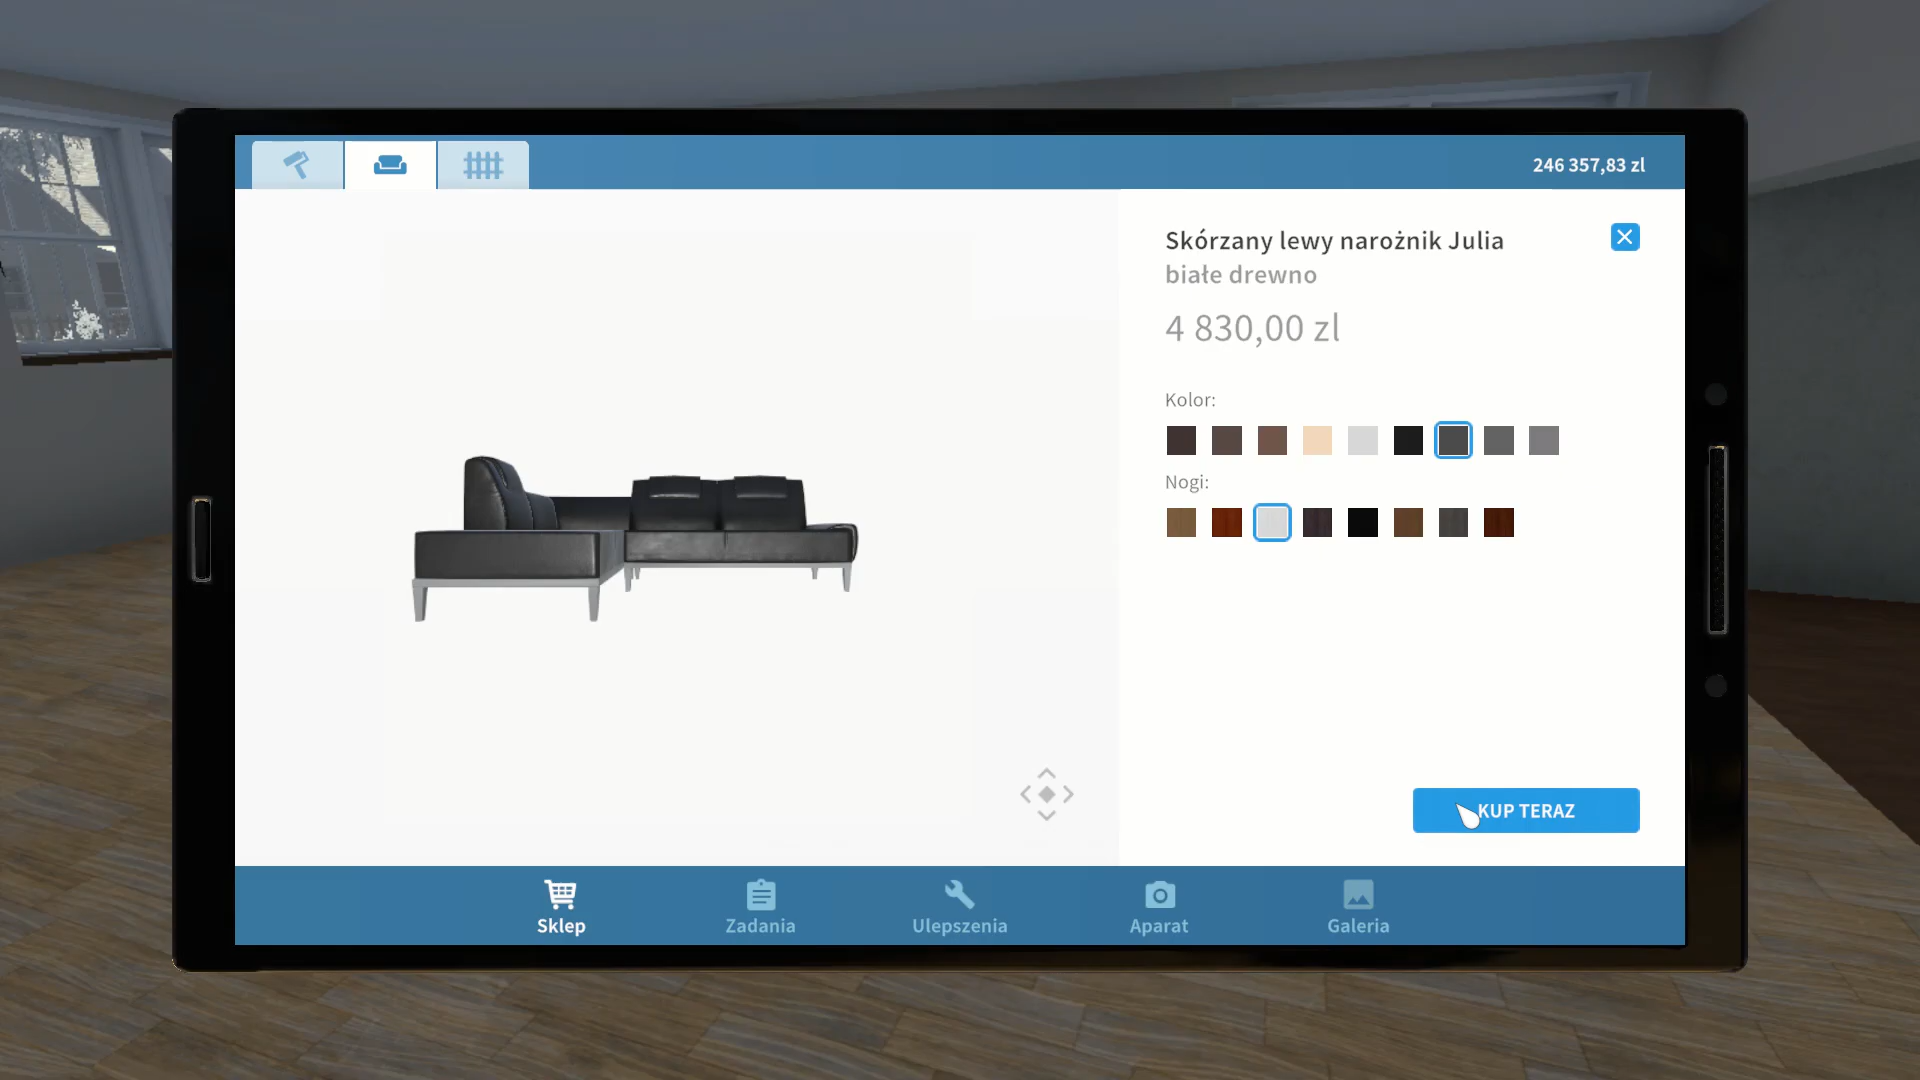 246 357,83 zl
Skórzany lewy narożnik Julia
białe drewno
4 830,00 zl
Kolor:
Nogi:
KUP TERAZ
Sklep
Zadania
Ulepszenia
Aparat
Galeria